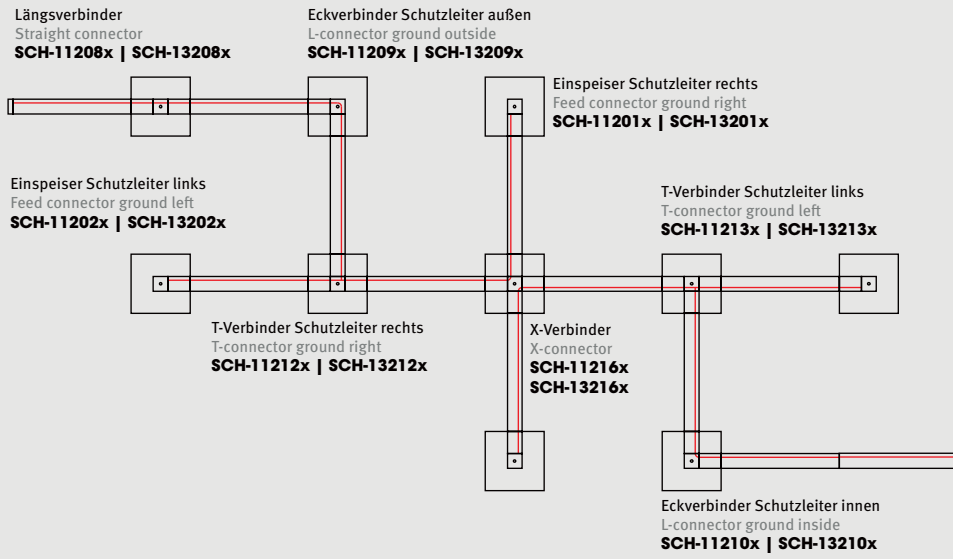 Längsverbinder
Straight connector
SCH-11208x | SCH-13208x
Eckverbinder Schutzleiter außen
L-connector ground outside
SCH-11209x | SCH-13209x
Einspeiser Schutzleiter rechts
Feed connector ground right
SCH-11201x | SCH-13201x
Einspeiser Schutzleiter links
Feed connector ground left
SCH-11202x | SCH-13202x
T-Verbinder Schutzleiter links
T-connector ground left
SCH-11213x | SCH-13213x
T-Verbinder Schutzleiter rechts
T-connector ground right
SCH-11212x | SCH-13212x
X-Verbinder
X-connector
SCH-11216x
SCH-13216x
Eckverbinder Schutzleiter innen
L-connector ground inside
SCH-11210x | SCH-13210x